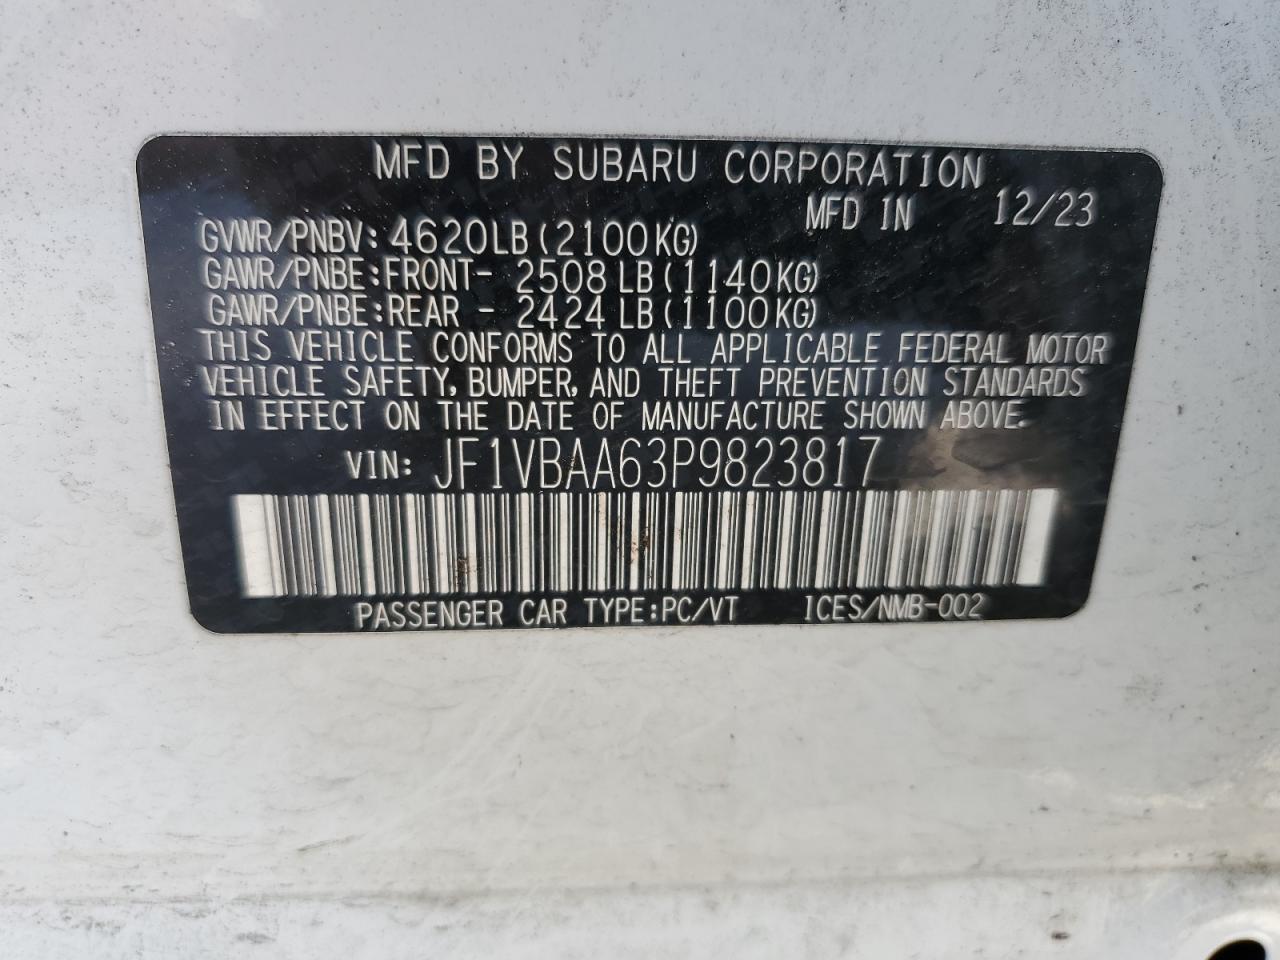 MFD BY SUBARU CORPORATION
MFD IN 12/23
GVWR/PNBV: 4620LB(2100KG)
GAWR/PNBE:FRONT- 2508LB(1140KG)
GAWR/PNBE:REAR - 2424LB(1100KG)
THIS VEHICLE CONFORMS TO ALL APPLICABLE FEDERAL MOTOR
VEHICLE SAFETY, BUMPER, AND THEFT PREVENTION STANDARDS
IN EFFECT ON THE DATE OF MANUFACTURE SHOWN ABOVE.
VIN: JF1VBAA63P9823817
PASSENGER CAR TYPE:PC/VT ICES/NMB-002